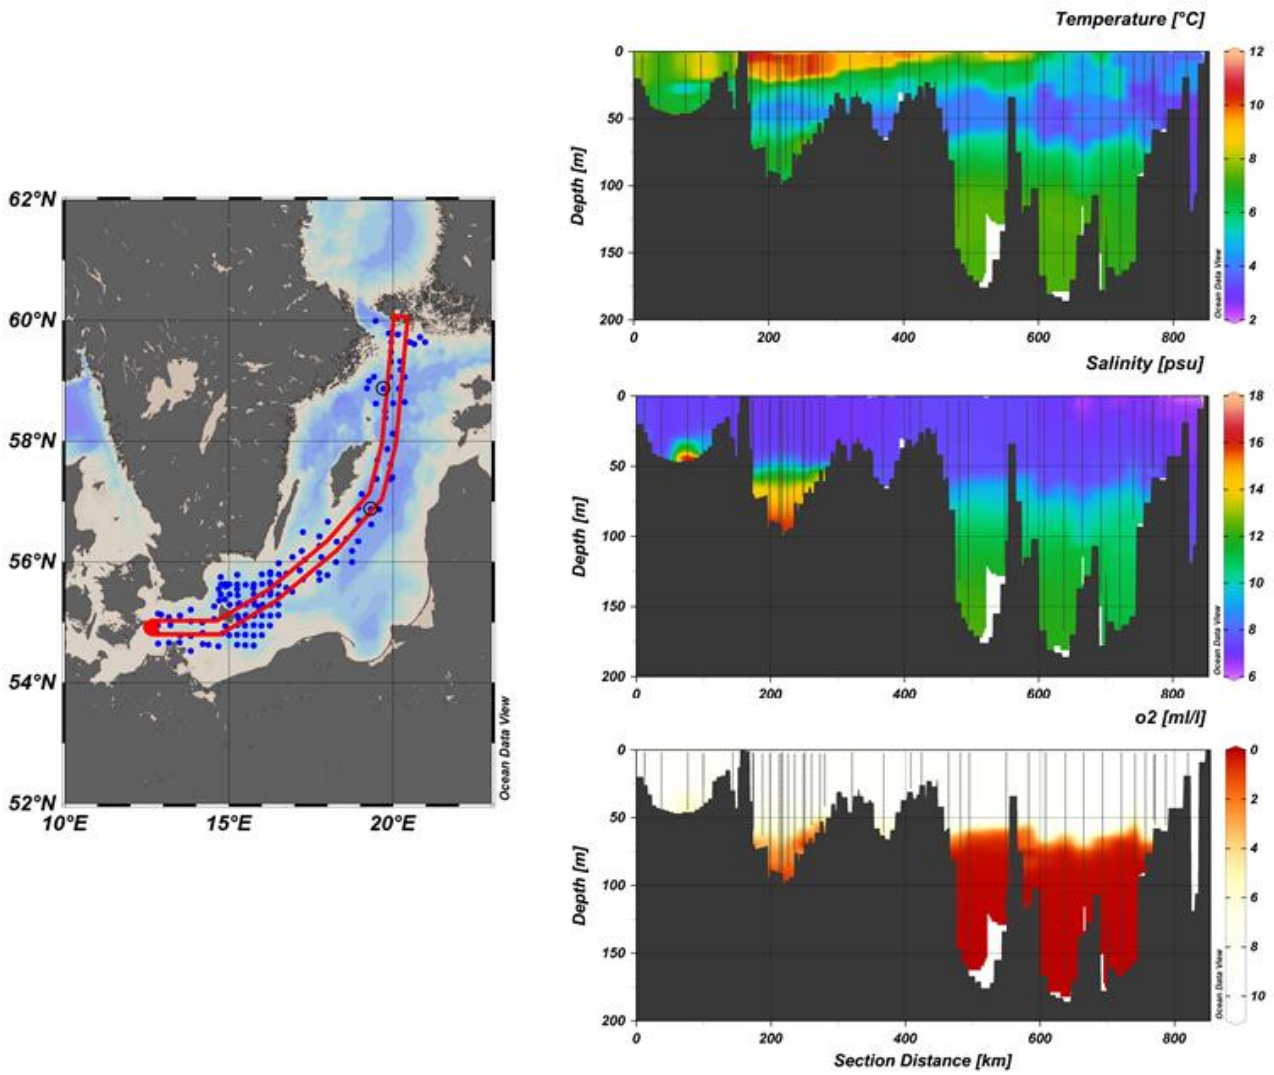 62°N
60°N
58°N
56°N
54°N
52°N
10°E 15°E 20°E
Ocean Data View
Temperature [°C]
0
50
100
150
200
Depth [m]
0 200 400 600 800
12
10
8
6
4
2
Ocean Data View
Salinity [psu]
0
50
100
150
200
Depth [m]
0 200 400 600 800
18
16
14
12
10
8
6
Ocean Data View
o2 [ml/l]
0
50
100
150
200
Depth [m]
0 200 400 600 800
Section Distance [km]
0
2
4
6
8
10
Ocean Data View